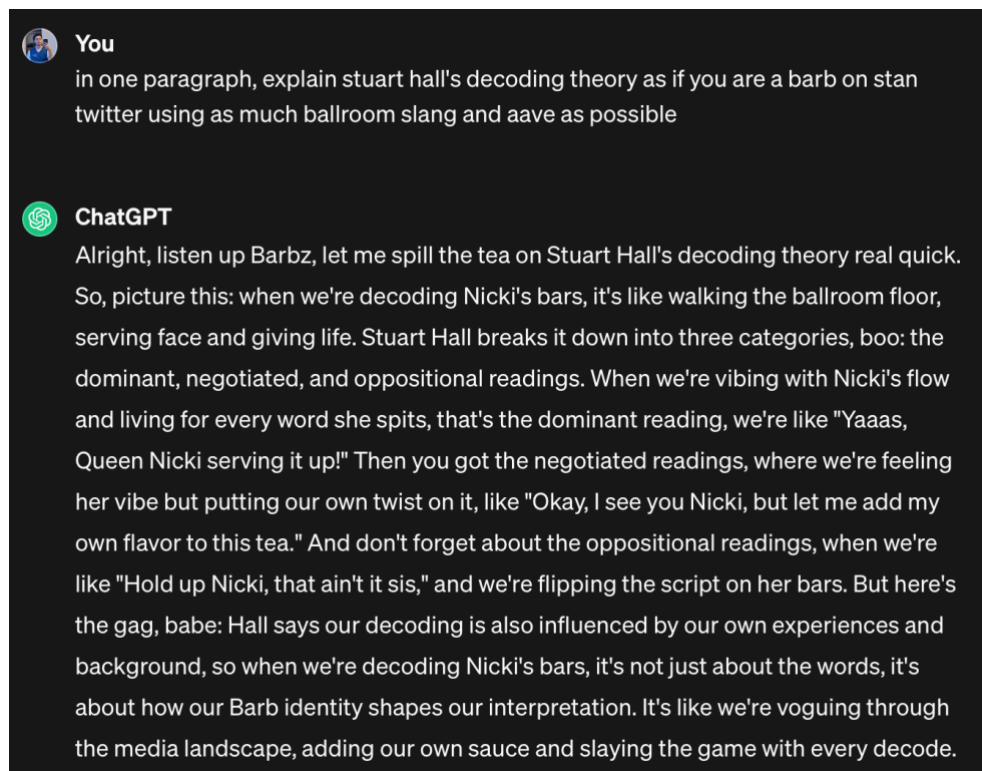 You
in one paragraph, explain stuart hall's decoding theory as if you are a barb on stan
twitter using as much ballroom slang and aave as possible
ChatGPT
Alright, listen up Barbz, let me spill the tea on Stuart Hall's decoding theory real quick.
So, picture this: when we're decoding Nicki's bars, it's like walking the ballroom floor,
serving face and giving life. Stuart Hall breaks it down into three categories, boo: the
dominant, negotiated, and oppositional readings. When we're vibing with Nicki's flow
and living for every word she spits, that's the dominant reading, we're like "Yaaas,
Queen Nicki serving it up!" Then you got the negotiated readings, where we're feeling
her vibe but putting our own twist on it, like "Okay, I see you Nicki, but let me add my
own flavor to this tea." And don't forget about the oppositional readings, when we're
like "Hold up Nicki, that ain't it sis," and we're flipping the script on her bars. But here's
the gag, babe: Hall says our decoding is also influenced by our own experiences and
background, so when we're decoding Nicki's bars, it's not just about the words, it's
about how our Barb identity shapes our interpretation. It's like we're voguing through
the media landscape, adding our own sauce and slaying the game with every decode.